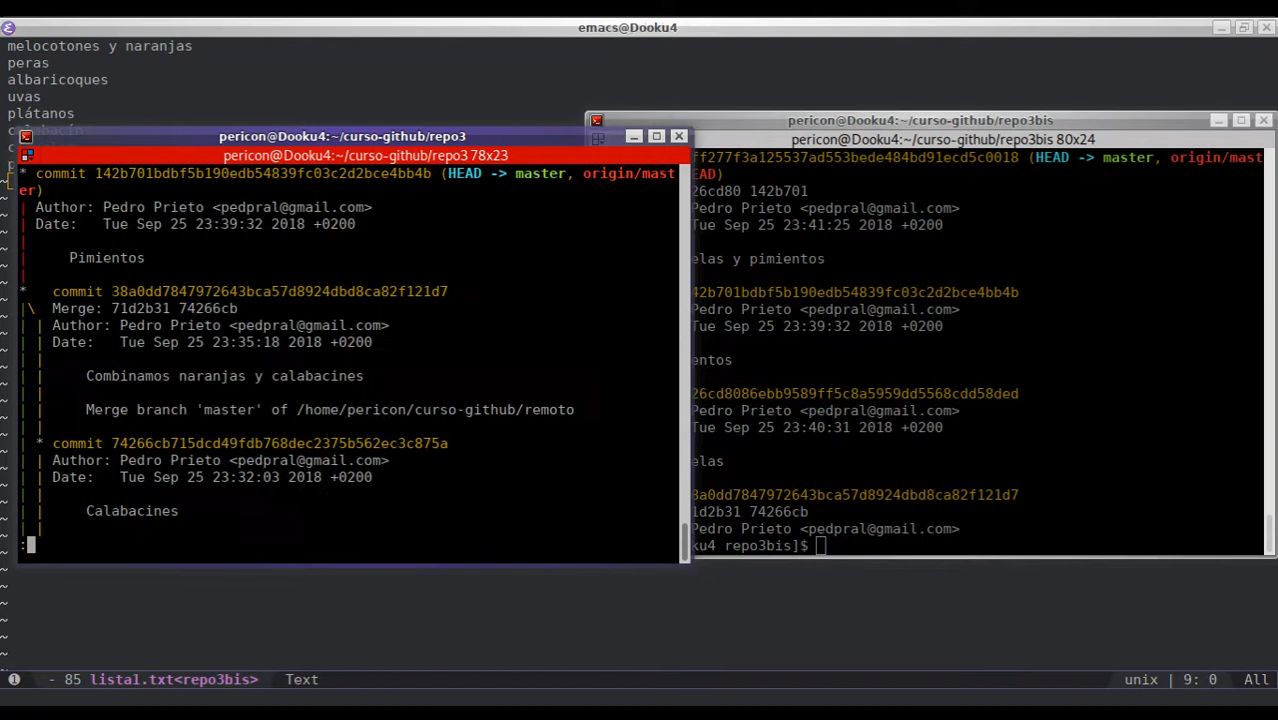 emacs@Dooku4
melocotones y naranjas
peras
albaricoques
uvas
plátanos
pericon@Dooku4:~/curso-github/repo3
pericon@Dooku4:~/curso-github/repo3 78x23
* commit 142b701bdbf5b190edb54839fc03c2d2bce4bb4b (HEAD -> master, origin/mast
er)
| Author: Pedro Prieto <pedpral@gmail.com>
| Date:   Tue Sep 25 23:39:32 2018 +0200
|
|     Pimientos
|
*   commit 38a0dd7847972643bca57d8924dbd8ca82f121d7
|\  Merge: 71d2b31 74266cb
| | Author: Pedro Prieto <pedpral@gmail.com>
| | Date:   Tue Sep 25 23:35:18 2018 +0200
| |
| |     Combinamos naranjas y calabacines
| |
| |     Merge branch 'master' of /home/pericon/curso-github/remoto
| |
| * commit 74266cb715dcd49fdb768dec2375b562ec3c875a
| | Author: Pedro Prieto <pedpral@gmail.com>
| | Date:   Tue Sep 25 23:32:03 2018 +0200
| |
| |     Calabacines
| |
:
pericon@Dooku4:~/curso-github/repo3bis
pericon@Dooku4:~/curso-github/repo3bis 80x24
ff277f3a125537ad553bede484bd91ecd5c0018 (HEAD -> master, origin/mast
EAD)
26cd80 142b701
Pedro Prieto <pedpral@gmail.com>
Tue Sep 25 23:41:25 2018 +0200
elas y pimientos
42b701bdbf5b190edb54839fc03c2d2bce4bb4b
Pedro Prieto <pedpral@gmail.com>
Tue Sep 25 23:39:32 2018 +0200
entos
26cd8086ebb9589ff5c8a5959dd5568cdd58ded
Pedro Prieto <pedpral@gmail.com>
Tue Sep 25 23:40:31 2018 +0200
elas
8a0dd7847972643bca57d8924dbd8ca82f121d7
1d2b31 74266cb
Pedro Prieto <pedpral@gmail.com>
ku4 repo3bis]$
1 - 85 lista1.txt<repo3bis> Text unix | 9: 0 All